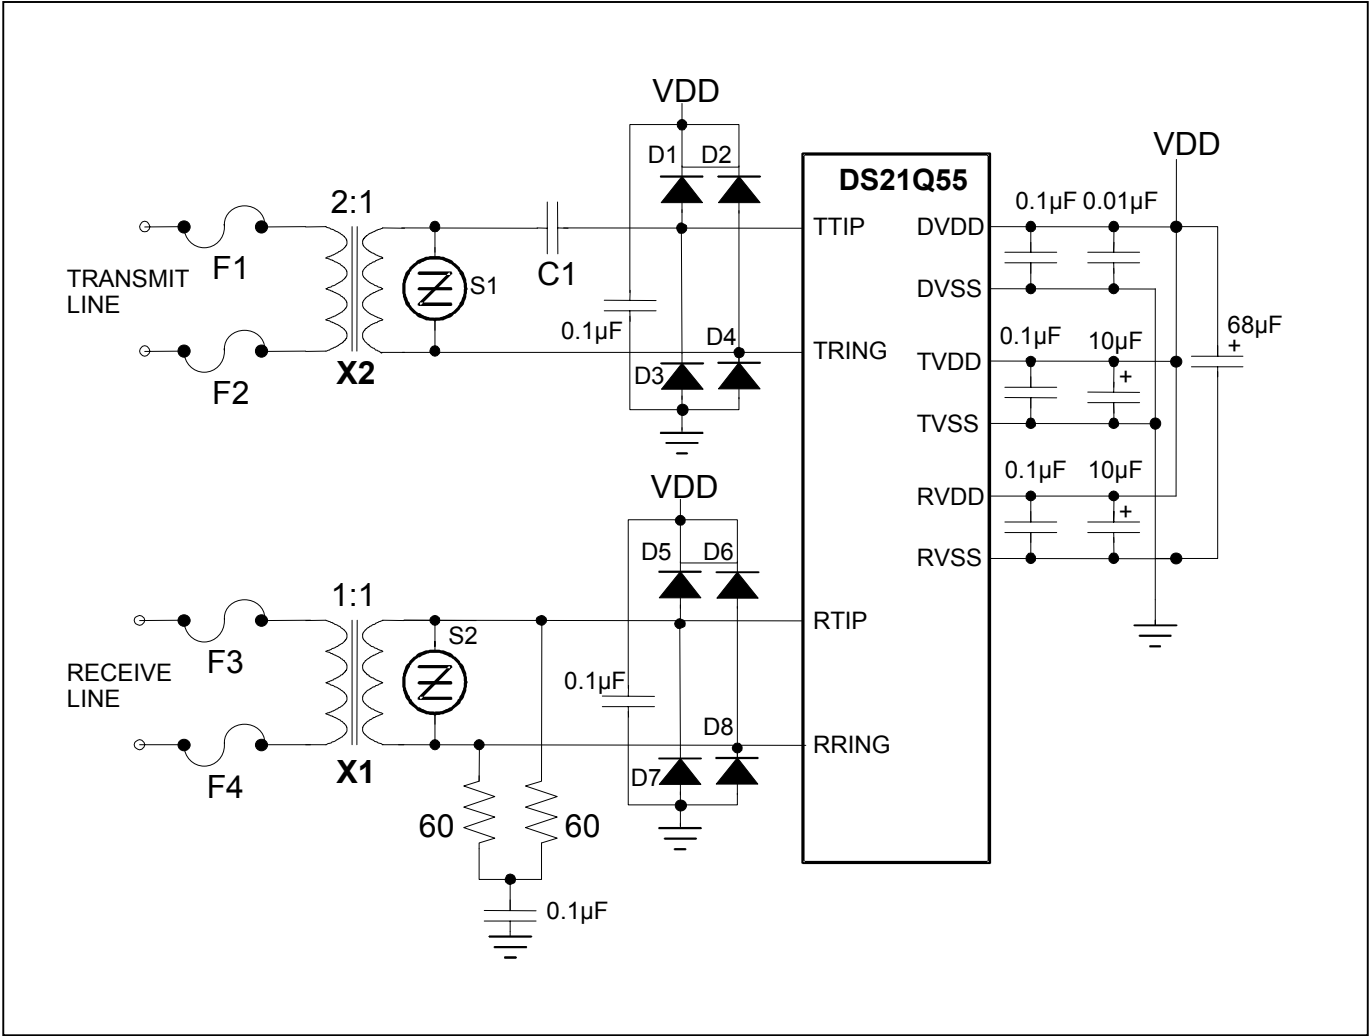 VDD
VDD
D1 D2
DS21Q55
0.1µF 0.01µF
2:1
TTIP
DVDD
F1
C1
TRANSMIT
LINE
S1
DVSS
0.1µF
68µF
+
0.1µF
10µF
D4
TRING
TVDD
X2
F2
D3
+
TVSS
0.1µF
10µF
VDD
RVDD
+
D5 D6
RVSS
1:1
RTIP
S2
F3
RECEIVE
LINE
0.1µF
D8
RRING
X1
F4
D7
60
60
0.1µF